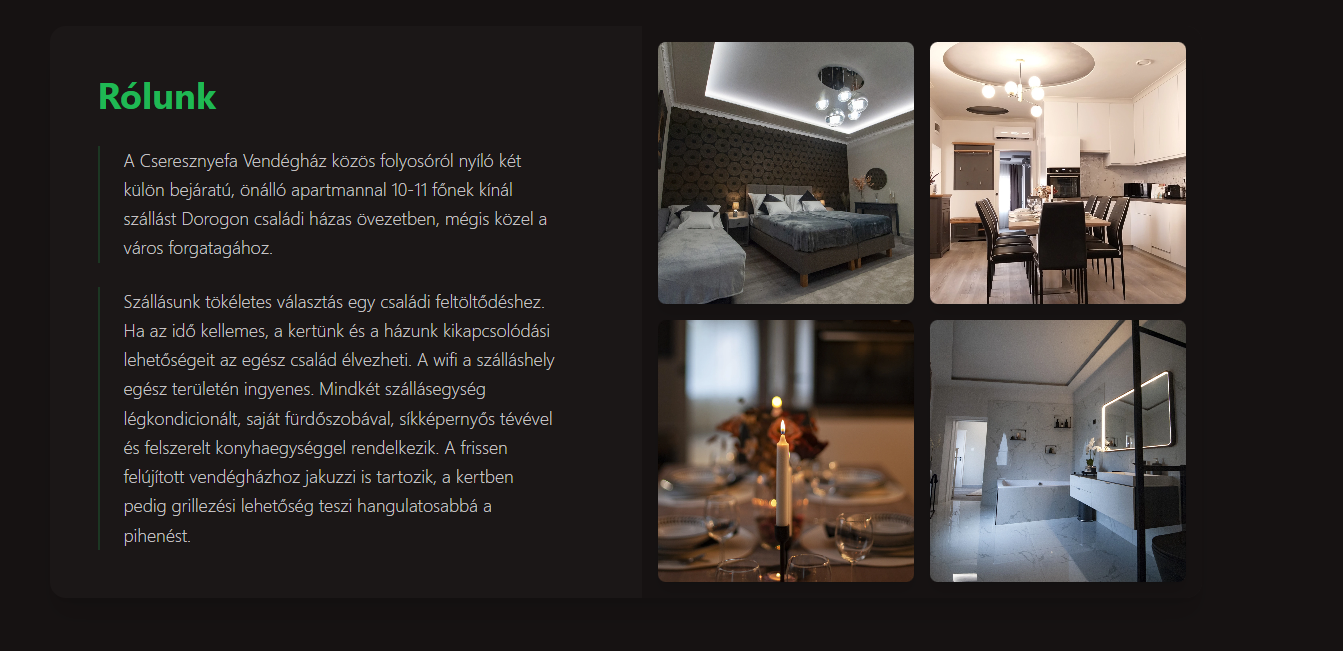 Rólunk
A Cseresznyefa Vendégház közös folyosóról nyíló két
külön bejáratú, önálló apartmannal 10-11 főnek kínál
szállást Dorogon családi házas övezetben, mégis közel a
város forgatagához.
Szállásunk tökéletes választás egy családi feltöltődéshez.
Ha az idő kellemes, a kertünk és a házunk kikapcsolódási
lehetőségeit az egész család élvezheti. A wifi a szálláshely
egész területén ingyenes. Mindkét szállásegység
légkondicionált, saját fürdőszobával, síkképernyős tévével
és felszerelt konyhaegységgel rendelkezik. A frissen
felújított vendégházhoz jakuzzi is tartozik, a kertben
pedig grillezési lehetőség teszi hangulatosabbá a
pihenést.